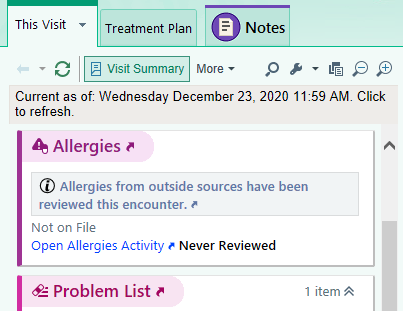 This Visit
Treatment Plan
Notes
Visit Summary
More
Current as of: Wednesday December 23, 2020 11:59 AM. Click
to refresh.
Allergies
Allergies from outside sources have been
reviewed this encounter.
Not on File
Open Allergies Activity Never Reviewed
Problem List
1 item